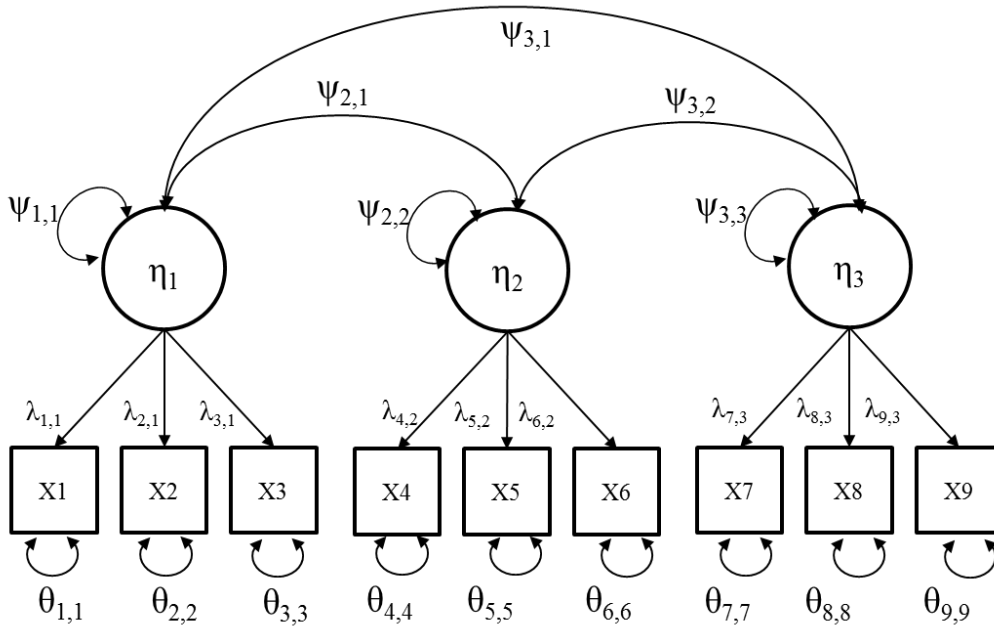 ψ3,1
ψ2,1 ψ3,2
ψ1,1 ψ2,2 ψ3,3
η1 η2 η3
λ1,1 λ2,1 λ3,1 λ4,2 λ5,2 λ6,2 λ7,3 λ8,3 λ9,3
X1 X2 X3 X4 X5 X6 X7 X8 X9
θ1,1 θ2,2 θ3,3 θ4,4 θ5,5 θ6,6 θ7,7 θ8,8 θ9,9